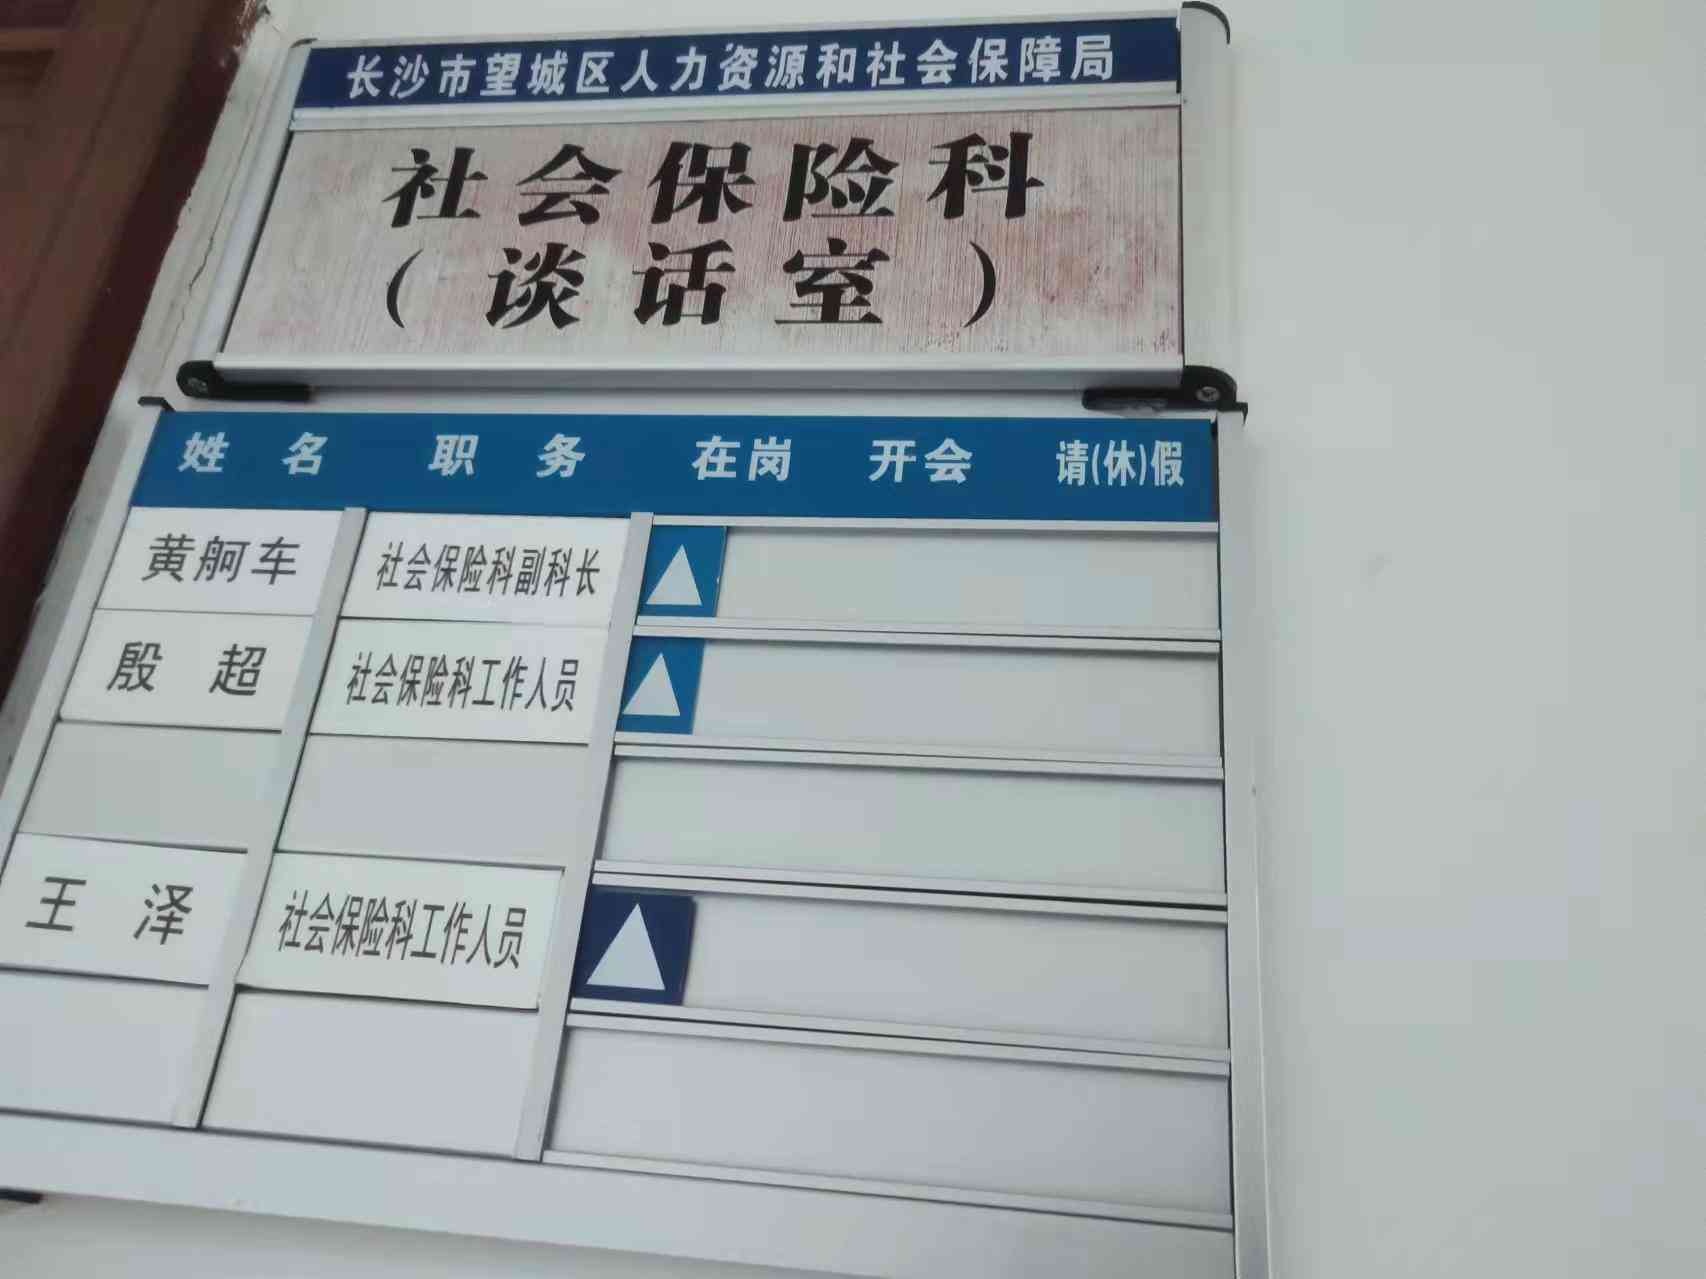 长沙市望城区人力资源和社会保障局
社会保险科
（谈话室）
姓名 职务 在岗 开会 请(休)假
黄舸车 社会保险科副科长
殷超 社会保险科工作人员
王泽 社会保险科工作人员